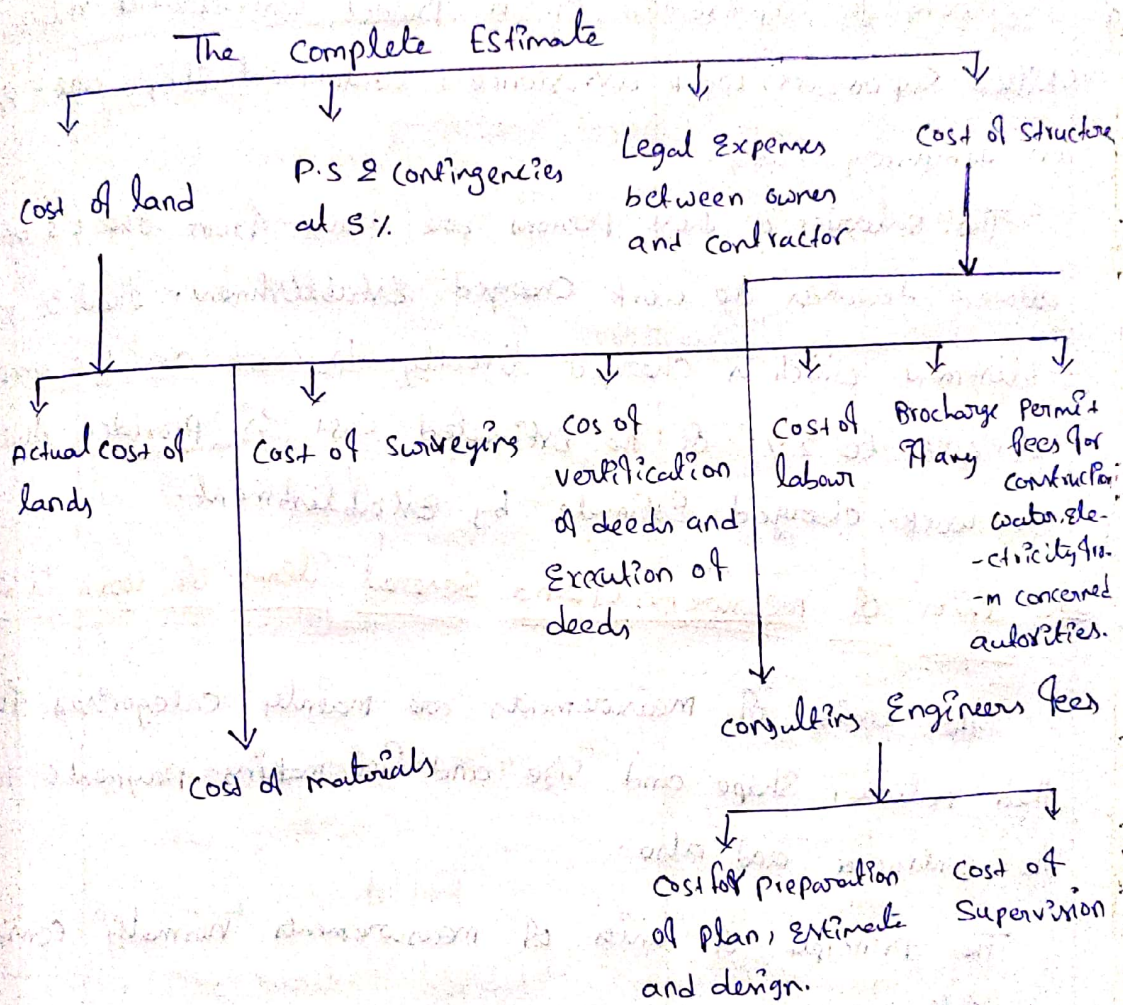 The Complete Estimate
Cost of land
P.S & Contingencies
at 5%
Legal Expenses
between owner
and contractor
Cost of Structure
Actual cost of
lands
Cost of Surveying
Cos of
verification
of deeds and
Execution of
deeds
Cost of
labour
Brocharge
If any
Permit
fees for
construction
water, ele-
-ctricity fro-
-m concerned
autorities.
Cost of materials
Consulting Engineers fees
Cost for preparation
of plan, Estimate
and design.
Cost of
Supervision